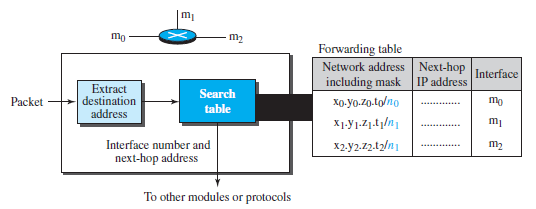 m1
m0
m2
Forwarding table
Network address including mask
Next-hop IP address
Interface
Packet
Extract destination address
Search table
x0.y0.z0.t0/n0 ............. m0
x1.y1.z1.t1/n1 ............. m1
x2.y2.z2.t2/n1 ............. m2
Interface number and next-hop address
To other modules or protocols